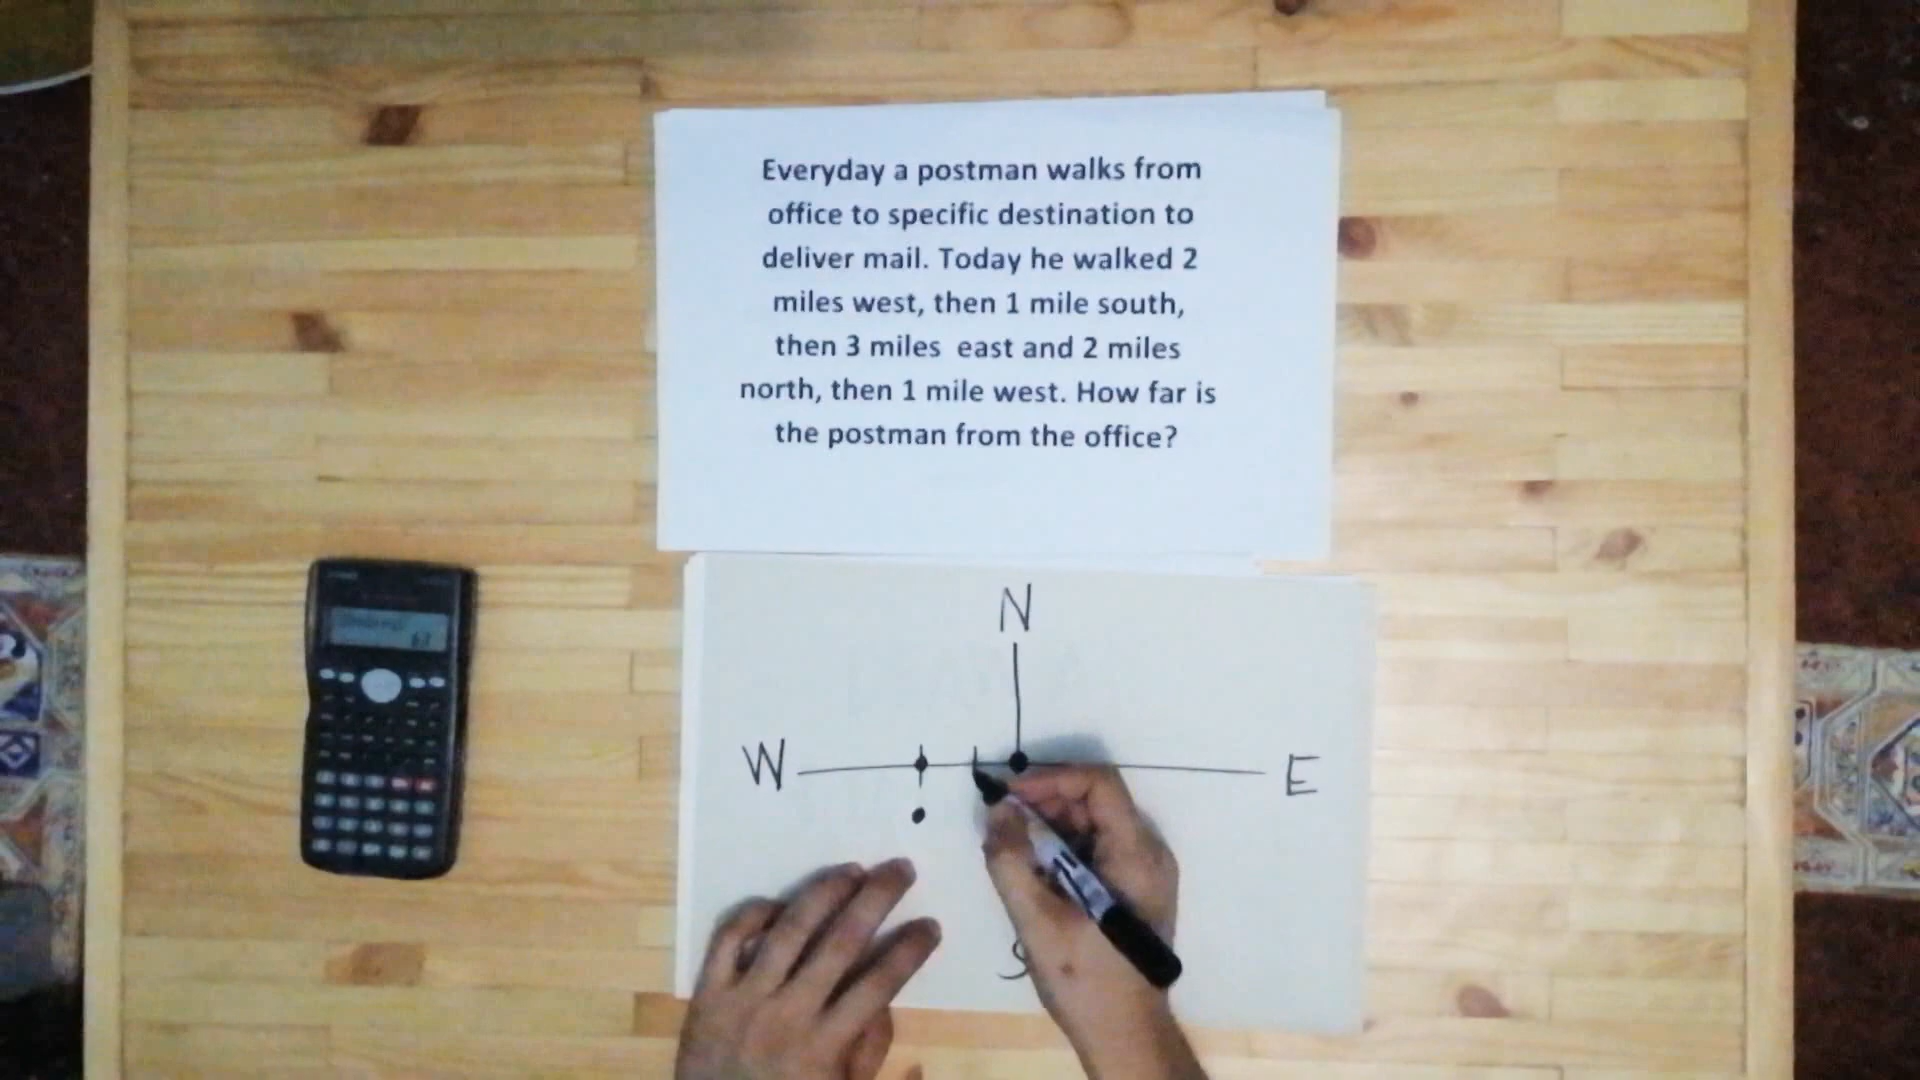 Everyday a postman walks from
office to specific destination to
deliver mail. Today he walked 2
miles west, then 1 mile south,
then 3 miles east and 2 miles
north, then 1 mile west. How far is
the postman from the office?
N
W
E
S